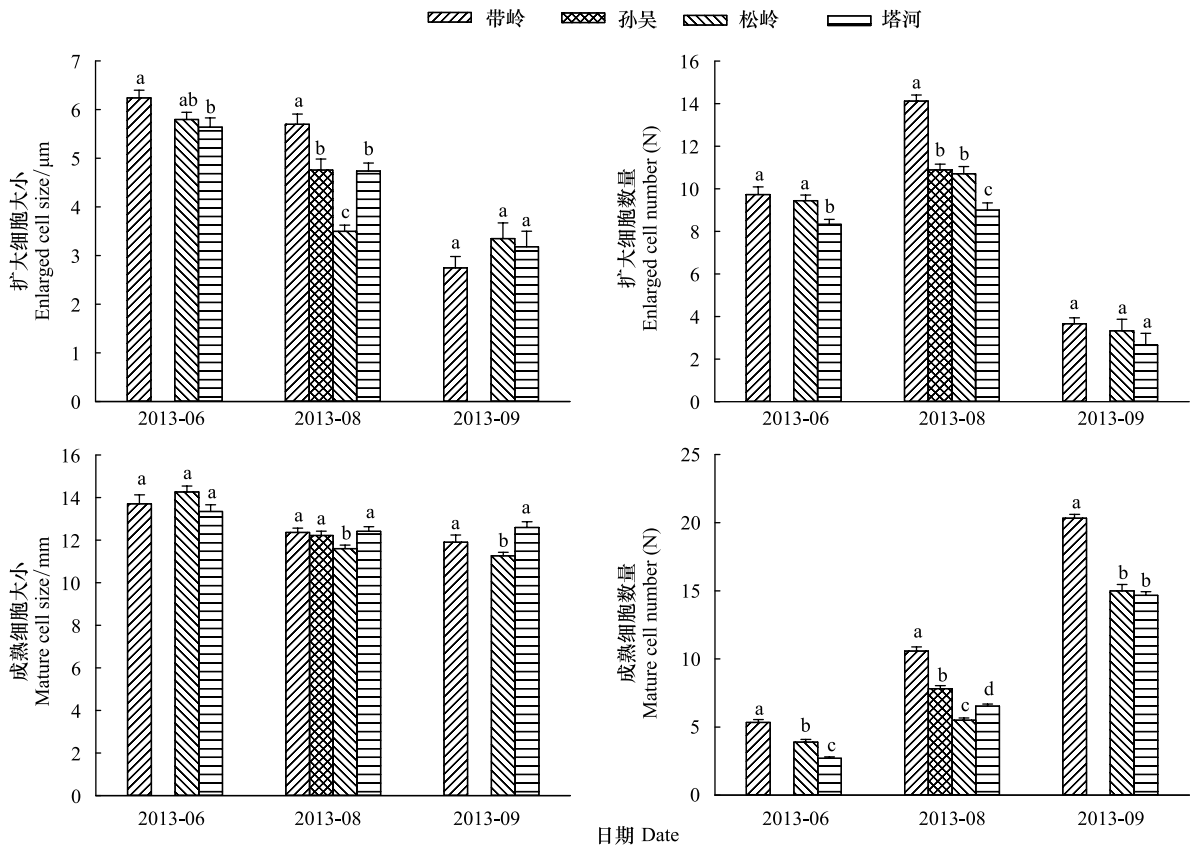 带岭 孙吴 松岭 塔河
扩大细胞大小
Enlarged cell size/μm
7
6
5
4
3
2
1
0
a ab b
a b c b
a a a
2013-06 2013-08 2013-09
扩大细胞数量
Enlarged cell number (N)
16
14
12
10
8
6
4
2
0
a a b
a b b c
a a a
2013-06 2013-08 2013-09
成熟细胞大小
Mature cell size/mm
16
14
12
10
8
6
4
2
0
a a a
a a b a
a b a
2013-06 2013-08 2013-09
成熟细胞数量
Mature cell number (N)
25
20
15
10
5
0
a b c
a b c d
a b b
2013-06 2013-08 2013-09
日期 Date